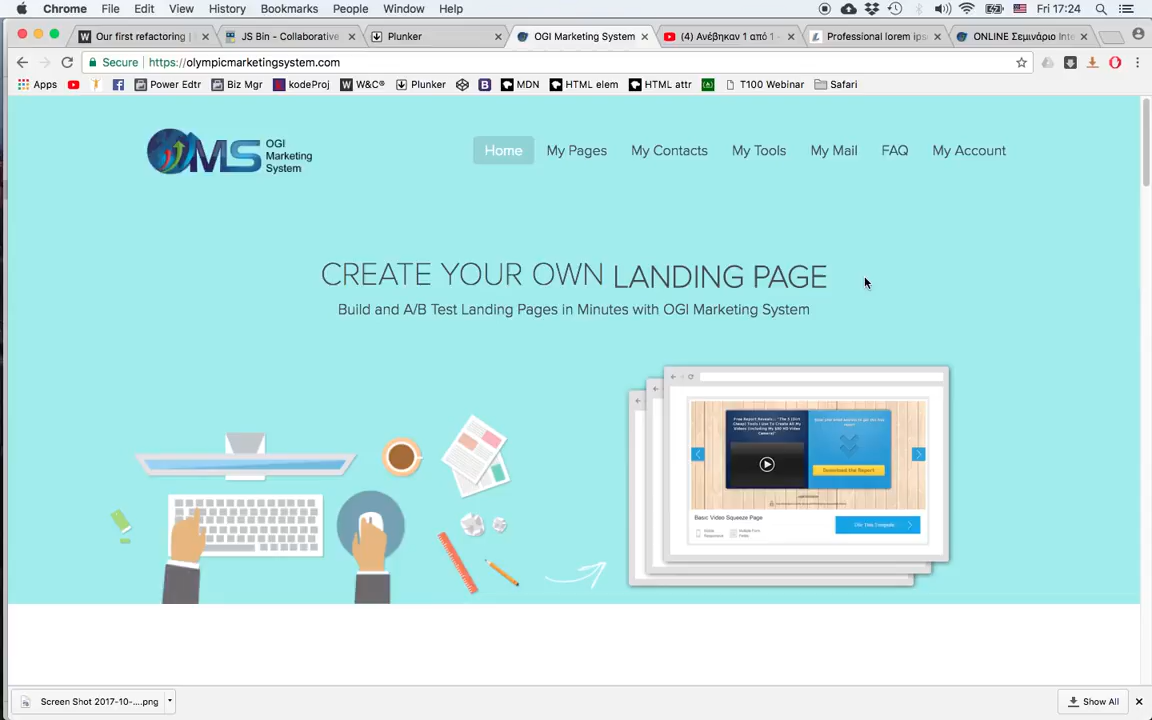 Chrome File Edit View History Bookmarks People Window Help Fri 17:24
Our first refactoring | JS Bin - Collaborative Plunker OGI Marketing System (4) Ανέβηκαν 1 από 1 - Professional lorem ips ONLINE Σεμινάριο Inte
Secure https://olympicmarketingsystem.com
Apps Power Edtr Biz Mgr kodeProj W&C® Plunker MDN HTML elem HTML attr T100 Webinar Safari
OMS OGI Marketing System
Home My Pages My Contacts My Tools My Mail FAQ My Account
CREATE YOUR OWN LANDING PAGE
Build and A/B Test Landing Pages in Minutes with OGI Marketing System
Download the Report
Basic Video Squeeze Page
Use This Template
Screen Shot 2017-10-....png
Show All